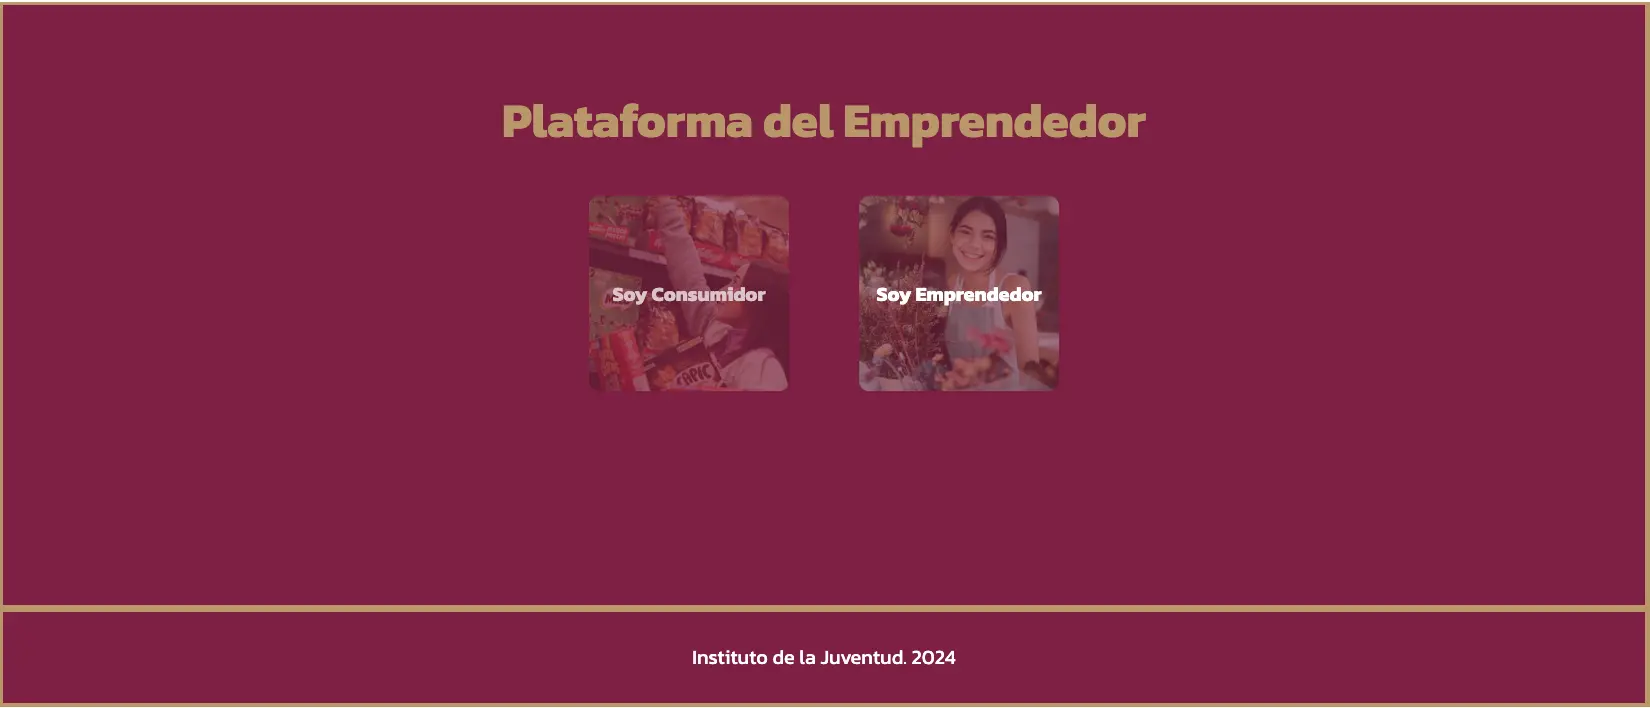 Plataforma del Emprendedor
Soy Consumidor
Soy Emprendedor
Instituto de la Juventud. 2024